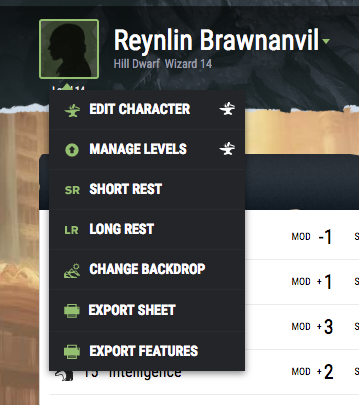 Reynlin Brawnanvil
Hill Dwarf Wizard 14
EDIT CHARACTER
MANAGE LEVELS
SR SHORT REST
LR LONG REST
CHANGE BACKDROP
EXPORT SHEET
EXPORT FEATURES
MOD -1
MOD +1
MOD +3
15 Intelligence MOD +2